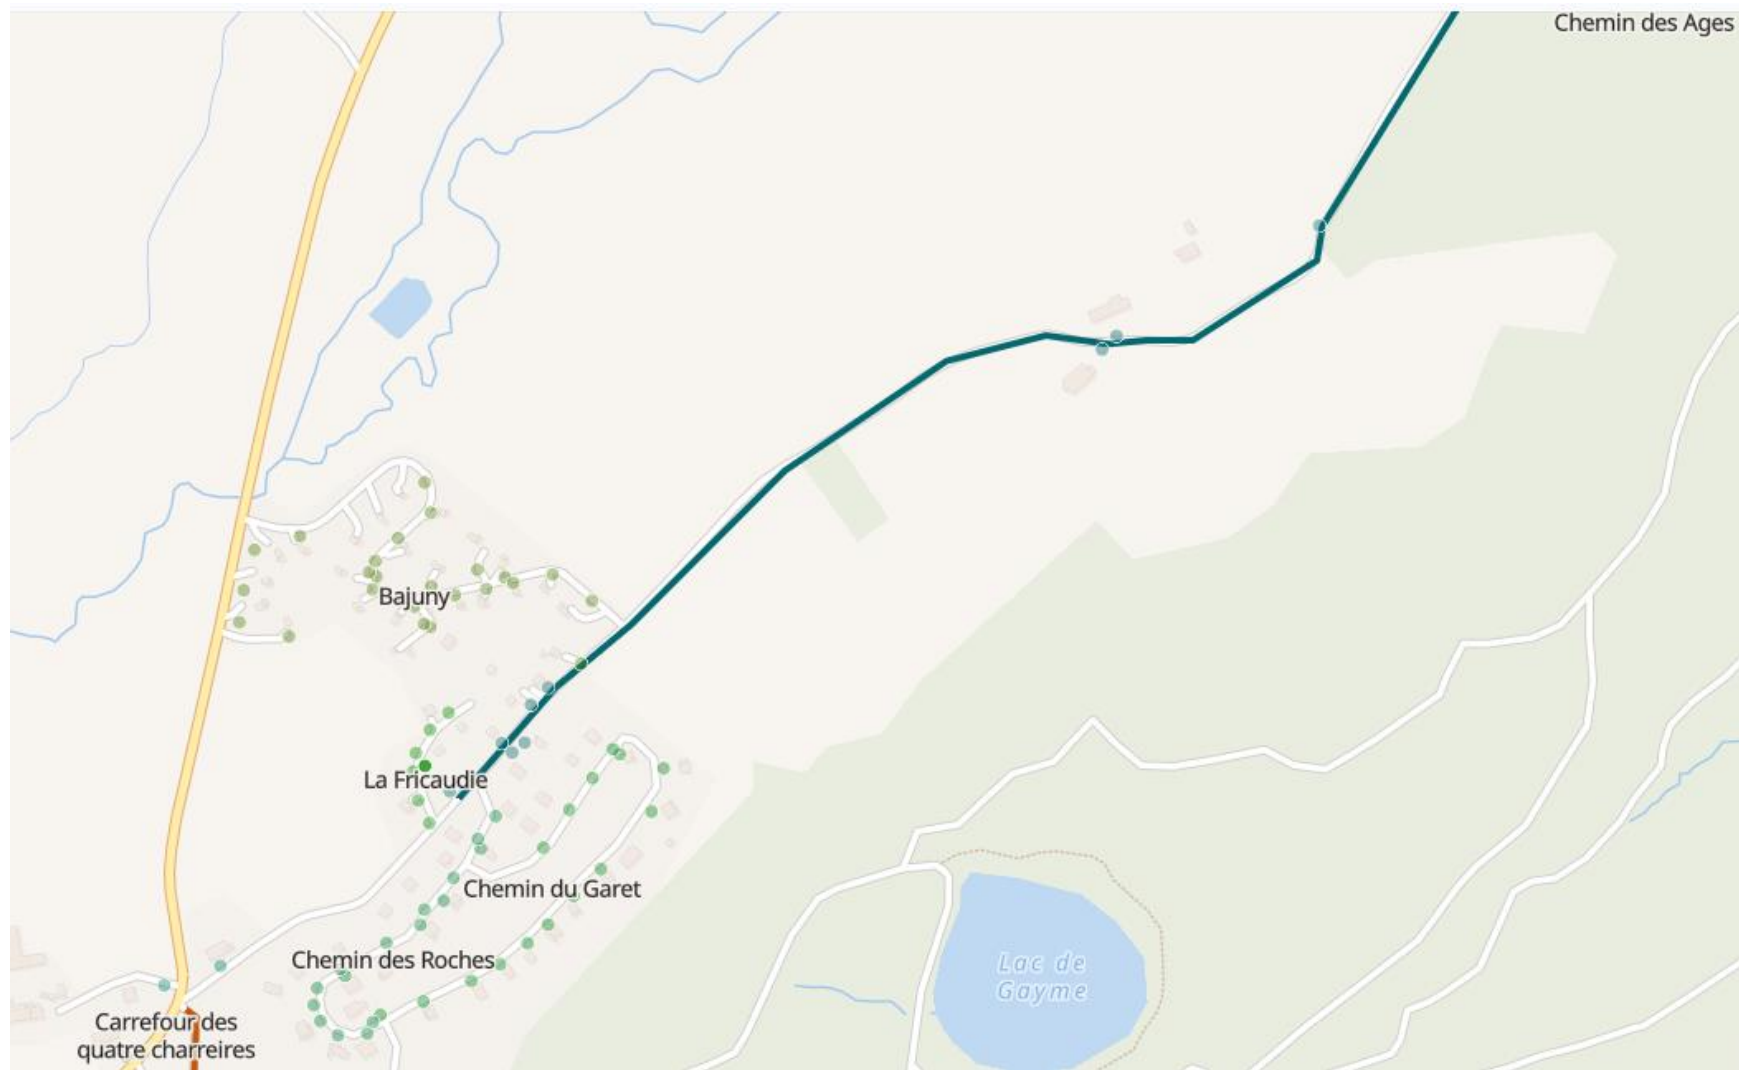 Chemin des Ages
Bajuny
La Fricaudie
Chemin du Garet
Chemin des Roches
Lac de
Gayme
Carrefour des
quatre charreires